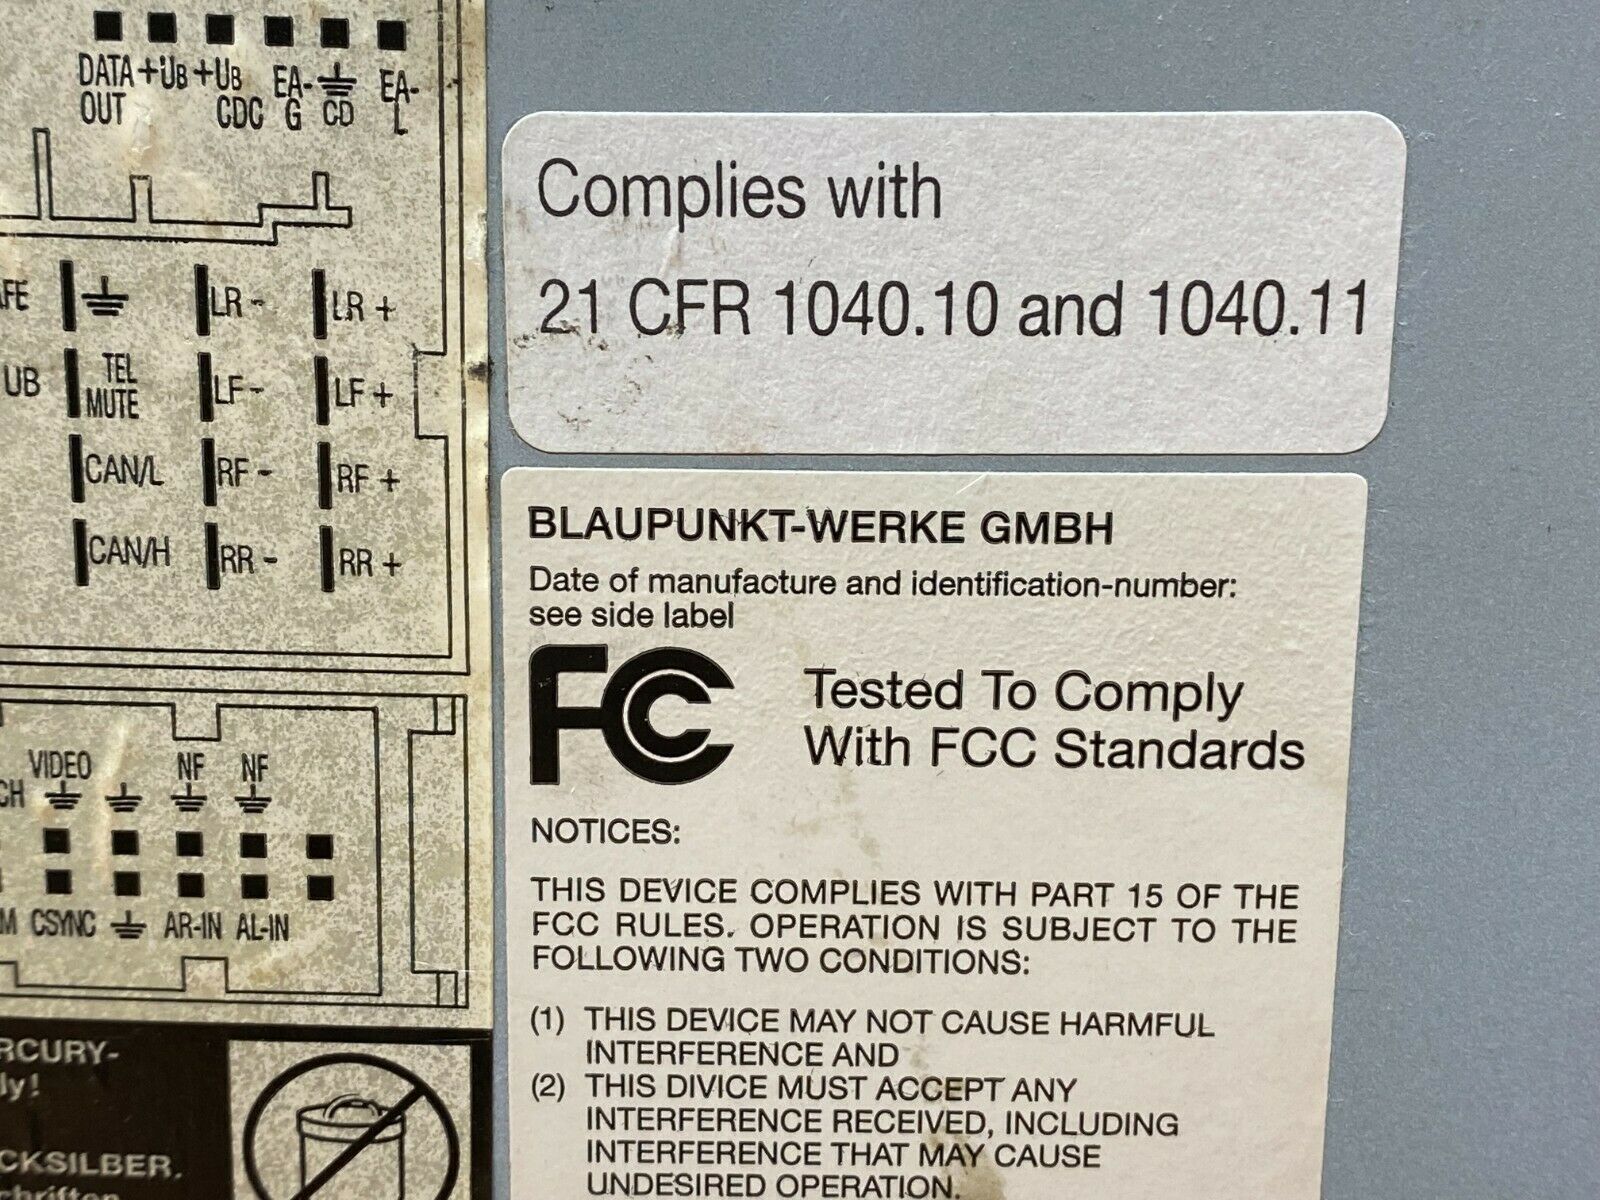 DATA +UB +UB EA- EA-
OUT CDC G CD L
LR - LR +
UB TEL MUTE LF - LF +
CAN/L RF - RF +
CAN/H RR - RR +
VIDEO NF NF
CSYNC AR-IN AL-IN
Complies with
21 CFR 1040.10 and 1040.11
BLAUPUNKT-WERKE GMBH
Date of manufacture and identification-number:
see side label
FC
Tested To Comply
With FCC Standards
NOTICES:
THIS DEVICE COMPLIES WITH PART 15 OF THE
FCC RULES. OPERATION IS SUBJECT TO THE
FOLLOWING TWO CONDITIONS:
(1) THIS DEVICE MAY NOT CAUSE HARMFUL
INTERFERENCE AND
(2) THIS DIVICE MUST ACCEPT ANY
INTERFERENCE RECEIVED, INCLUDING
INTERFERENCE THAT MAY CAUSE
UNDESIRED OPERATION.